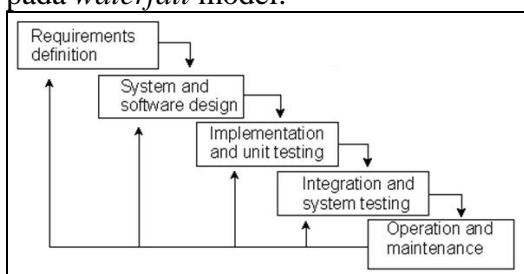 pada waterfall model.
Requirements
definition
System and
software design
Implementation
and unit testing
Integration and
system testing
Operation and
maintenance